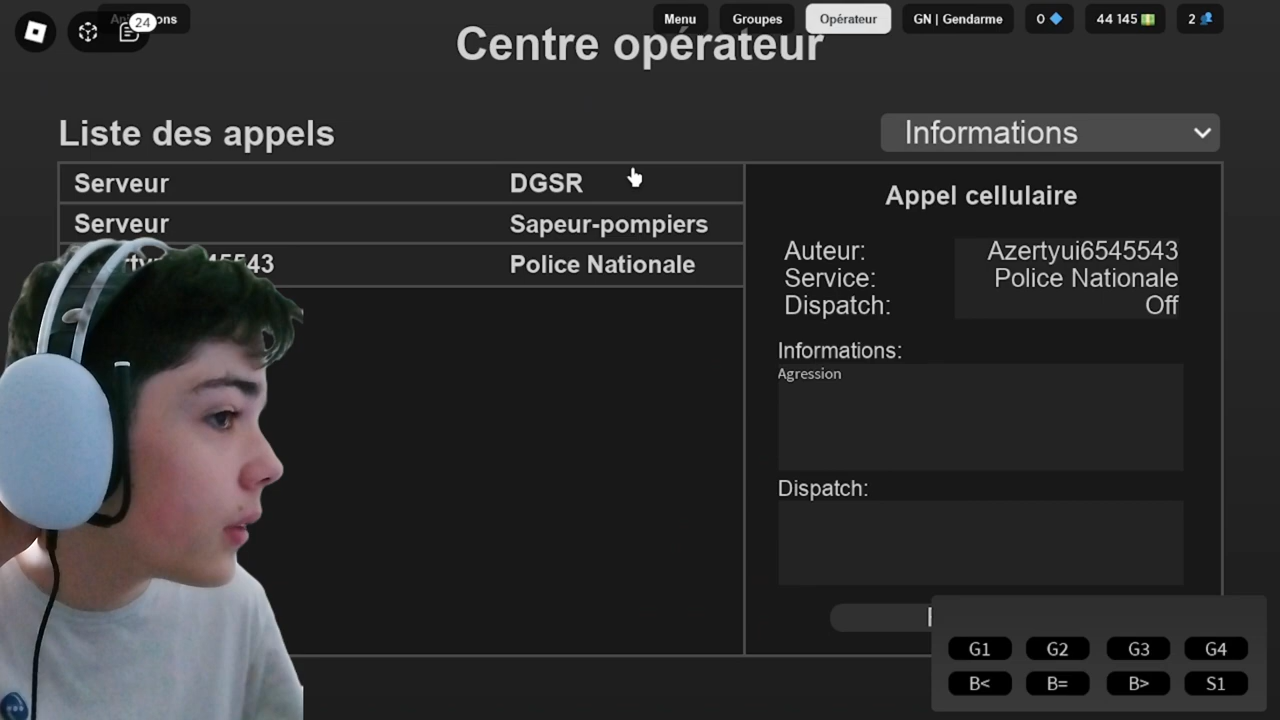 24
Menu
Groupes
Opérateur
GN | Gendarme
0
44 145
2
Centre opérateur
Liste des appels
Informations
Serveur DGSR
Serveur Sapeur-pompiers
Police Nationale
Appel cellulaire
Auteur: Azertyui6545543
Service: Police Nationale
Dispatch: Off
Informations:
Agression
Dispatch:
G1 G2 G3 G4
B< B= B> S1